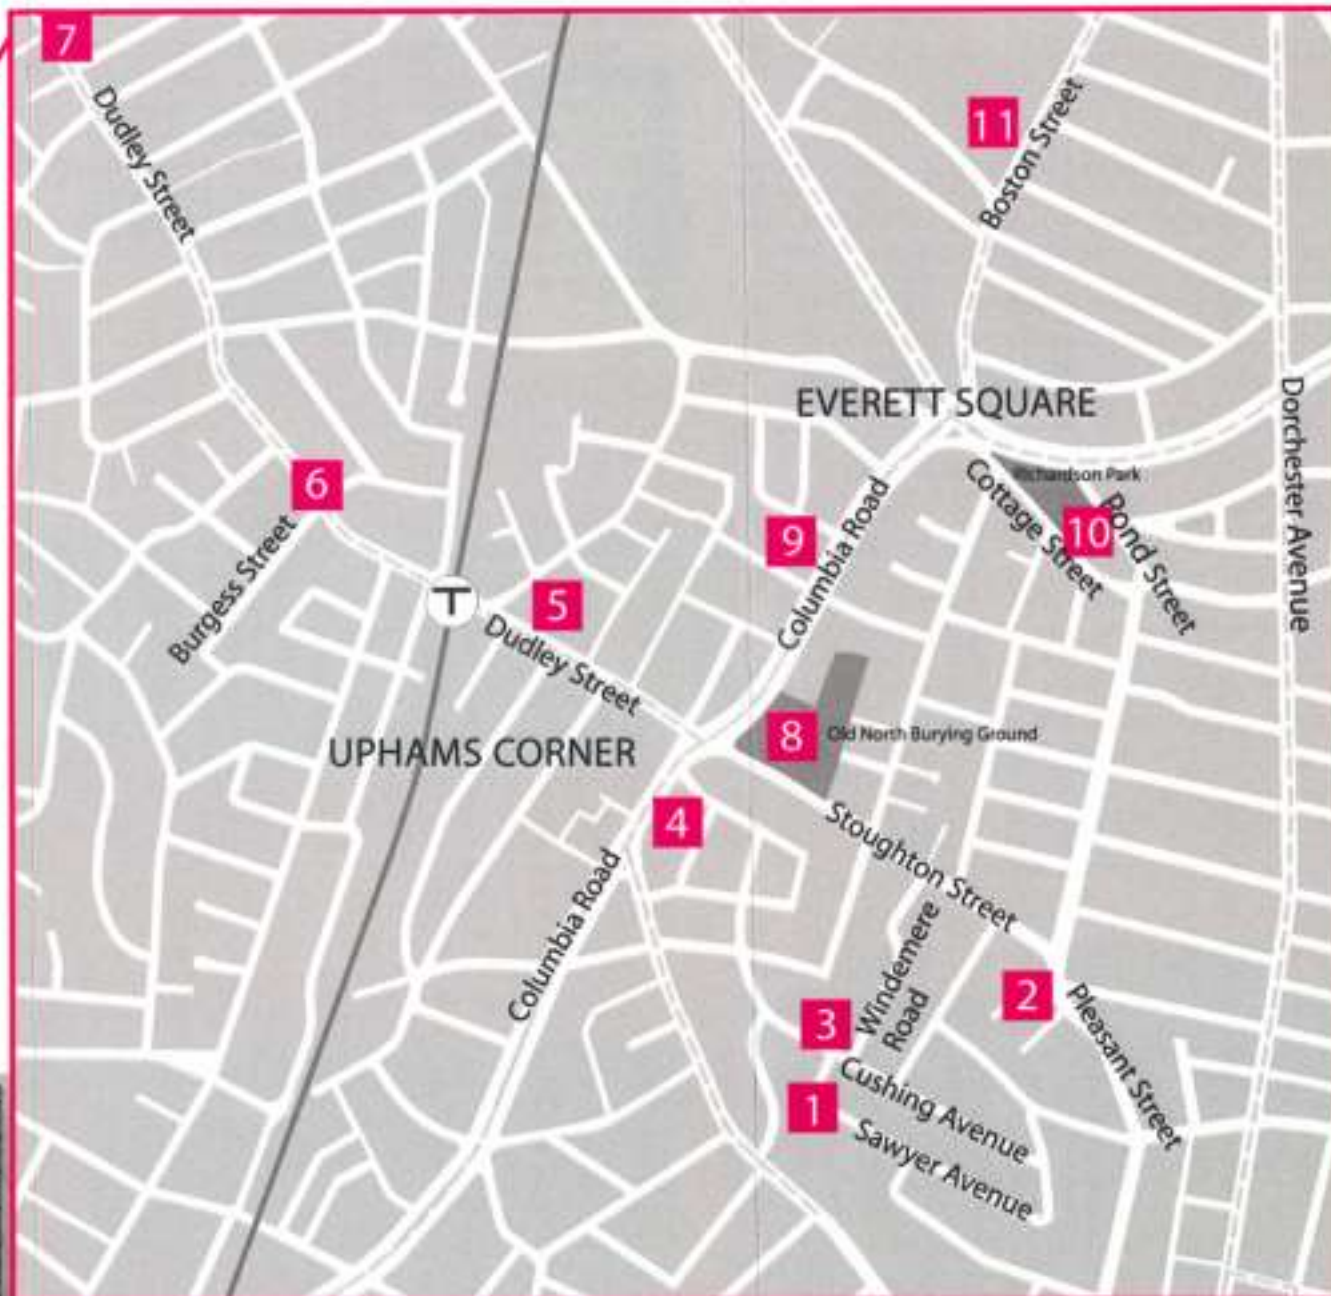 7
Dudley Street
11
Boston Street
EVERETT SQUARE
Dorchester Avenue
6
Richardson Park
Cottage Street
10
Pond Street
9
Columbia Road
Burgess Street
T
5
Dudley Street
UPHAMS CORNER
8
Old North Burying Ground
4
Stoughton Street
Columbia Road
Windemere
Road
2
Pleasant Street
3
Cushing Avenue
1
Sawyer Avenue